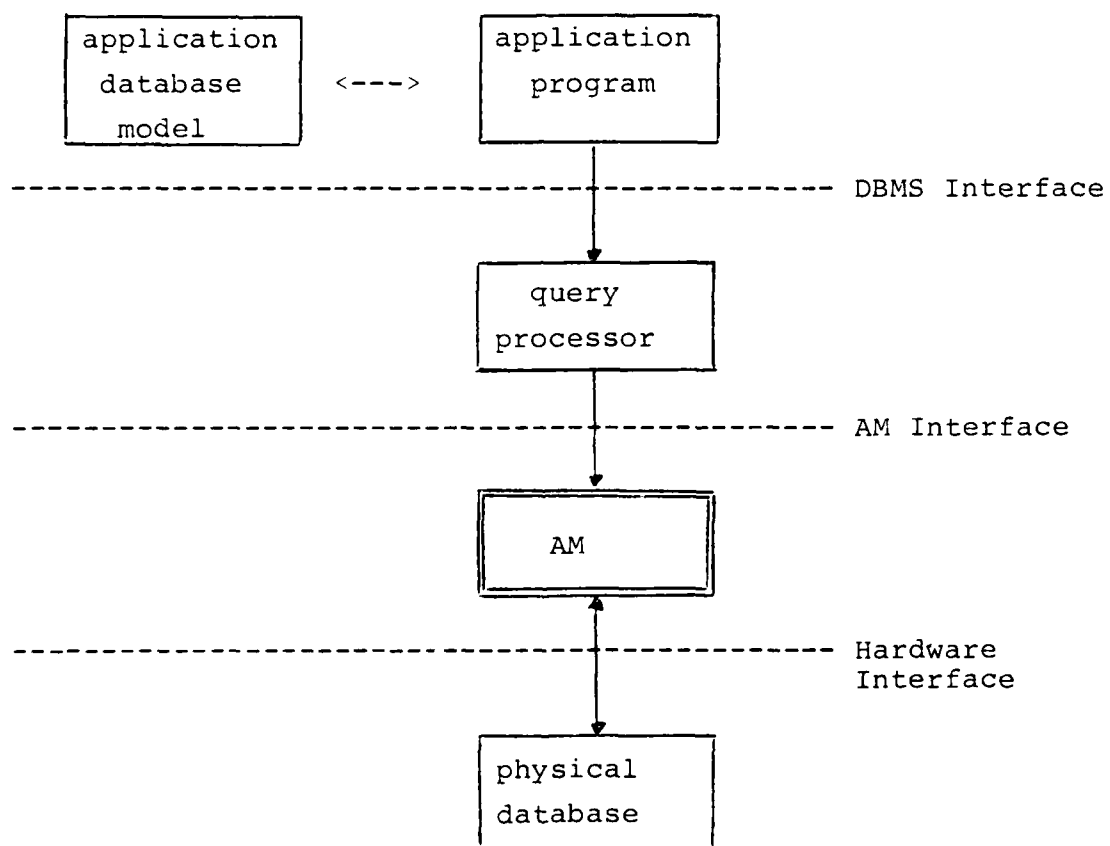 application
database
model
<--->
application
program
DBMS Interface
query
processor
AM Interface
AM
Hardware
Interface
physical
database